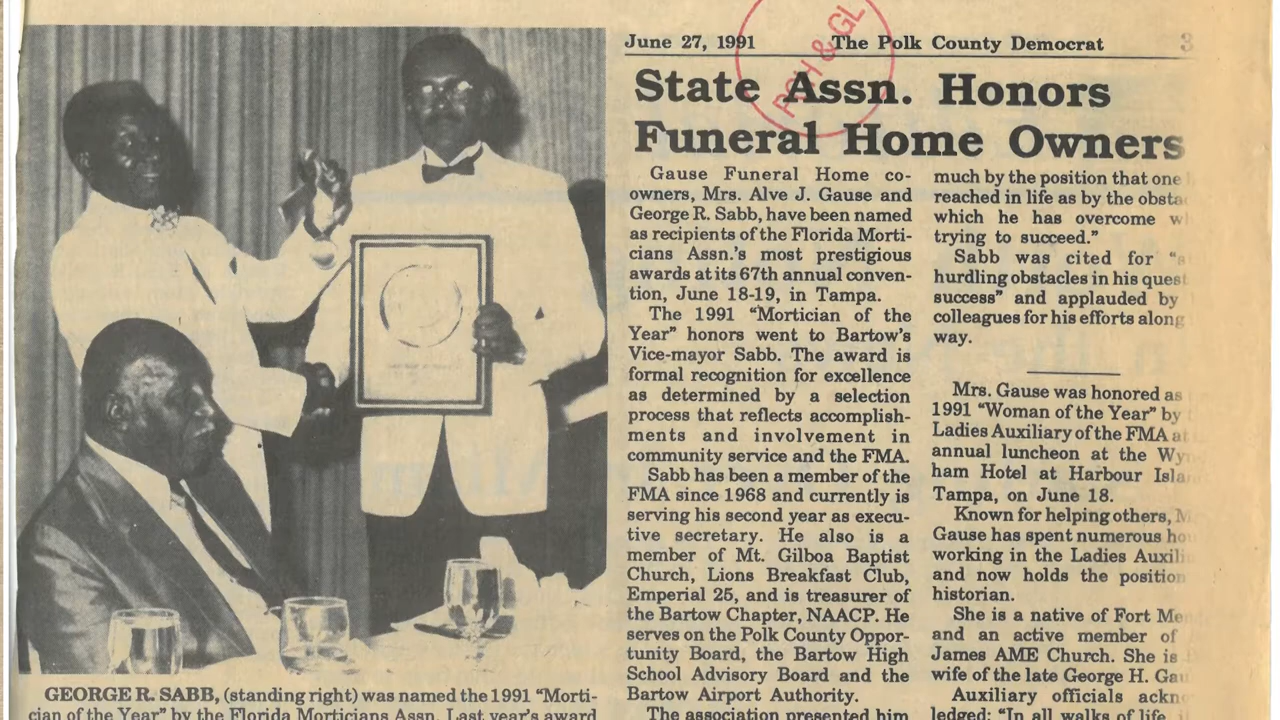 June 27, 1991 The Polk County Democrat 3
RGH & GL
State Assn. Honors
Funeral Home Owners
Gause Funeral Home co-
owners, Mrs. Alve J. Gause and
George R. Sabb, have been named
as recipients of the Florida Morti-
cians Assn.'s most prestigious
awards at its 67th annual conven-
tion, June 18-19, in Tampa.
The 1991 “Mortician of the
Year” honors went to Bartow's
Vice-mayor Sabb. The award is
formal recognition for excellence
as determined by a selection
process that reflects accomplish-
ments and involvement in
community service and the FMA.
Sabb has been a member of the
FMA since 1968 and currently is
serving his second year as execu-
tive secretary. He also is a
member of Mt. Gilboa Baptist
Church, Lions Breakfast Club,
Emperial 25, and is treasurer of
the Bartow Chapter, NAACP. He
serves on the Polk County Oppor-
tunity Board, the Bartow High
School Advisory Board and the
Bartow Airport Authority.
The association presented him
much by the position that one
reached in life as by the
which he has overcome
trying to succeed.”
Sabb was cited for
hurdling obstacles in his quest
success” and applauded by
colleagues for his efforts along
way.
Mrs. Gause was honored as
1991 “Woman of the Year” by
Ladies Auxiliary of the FMA at
annual luncheon at the
ham Hotel at Harbour
Tampa, on June 18.
Known for helping others,
Gause has spent numerous
working in the Ladies
and now holds the position
historian.
She is a native of Fort
and an active member of
James AME Church. She is
wife of the late George H.
Auxiliary officials
ledged: “In all walks of life
GEORGE R. SABB, (standing right) was named the 1991 “Morti-
cian of the Year” by the Florida Morticians Assn. Last year's award